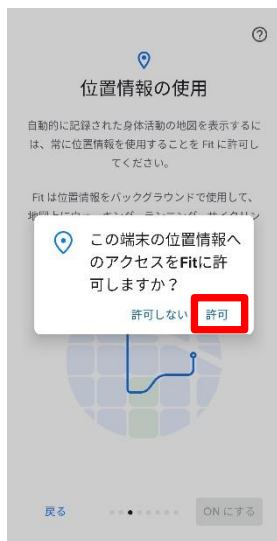 位置情報の使用
自動的に記録された身体活動の地図を表示するに
は、常に位置情報を使用することを Fit に許可し
てください。
Fit は位置情報をバックグラウンドで使用して、
この端末の位置情報へ
のアクセスをFitに許
可しますか？
許可しない 許可
戻る ON にする